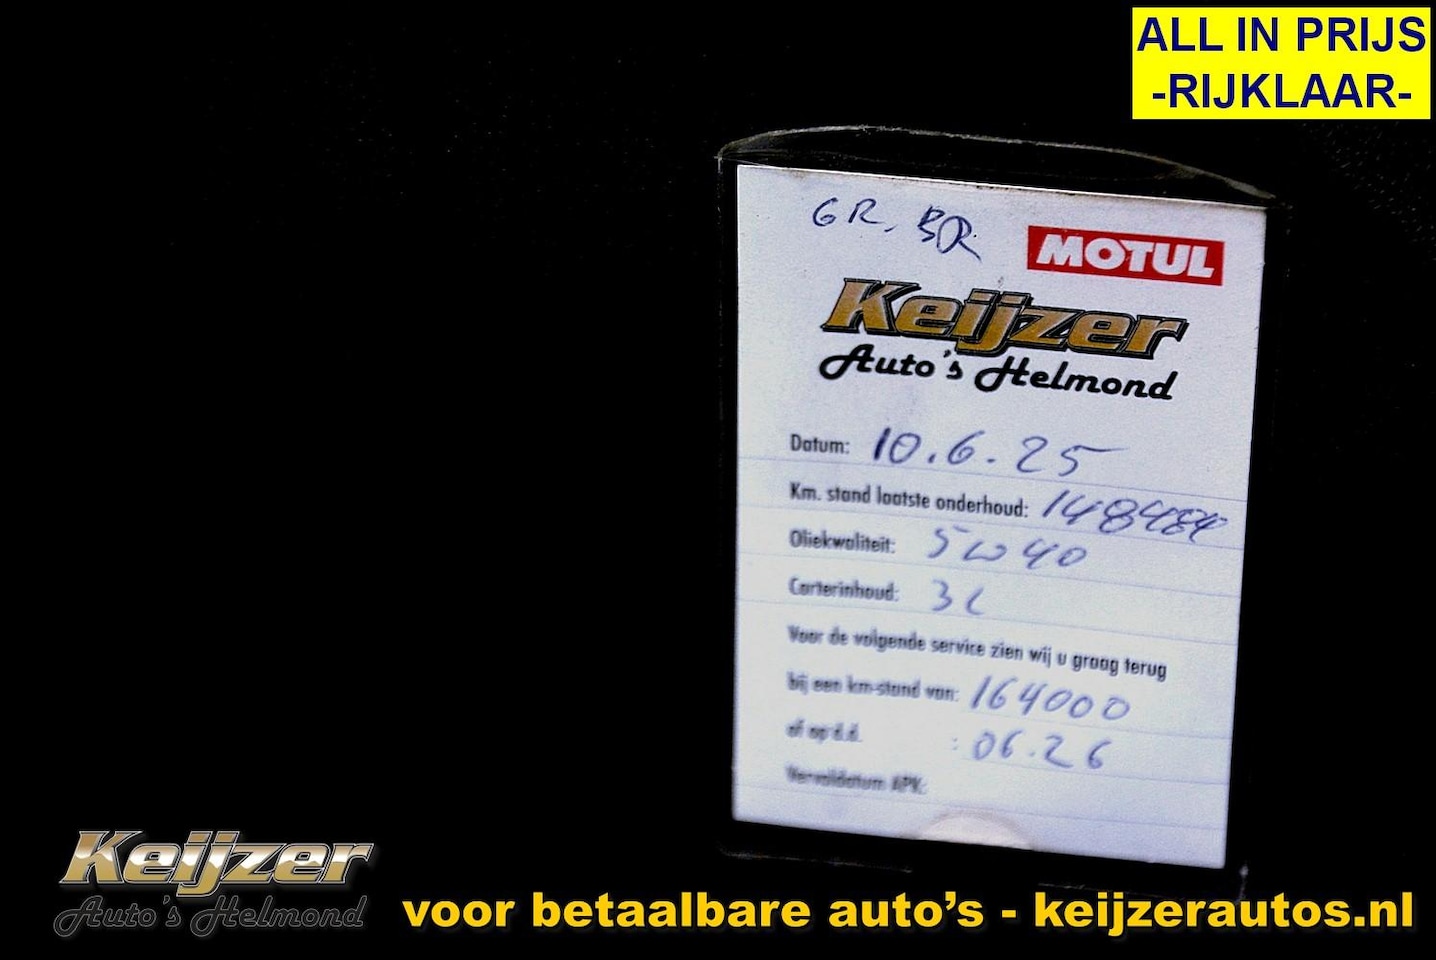 ALL IN PRIJS
-RIJKLAAR-
GR. BR
MOTUL
Keijzer
Auto's Helmond
Datum: 10.6.25
Km. stand laatste onderhoud: 148484
Oliekwaliteit: 5w40
Carterinhoud: 3L
Voor de volgende service zien wij u graag terug
bij een km-stand van: 164000
of op d.d. : 06.26
Vervaldatum APK:
Keijzer
Auto's Helmond
voor betaalbare auto's - keijzerautos.nl